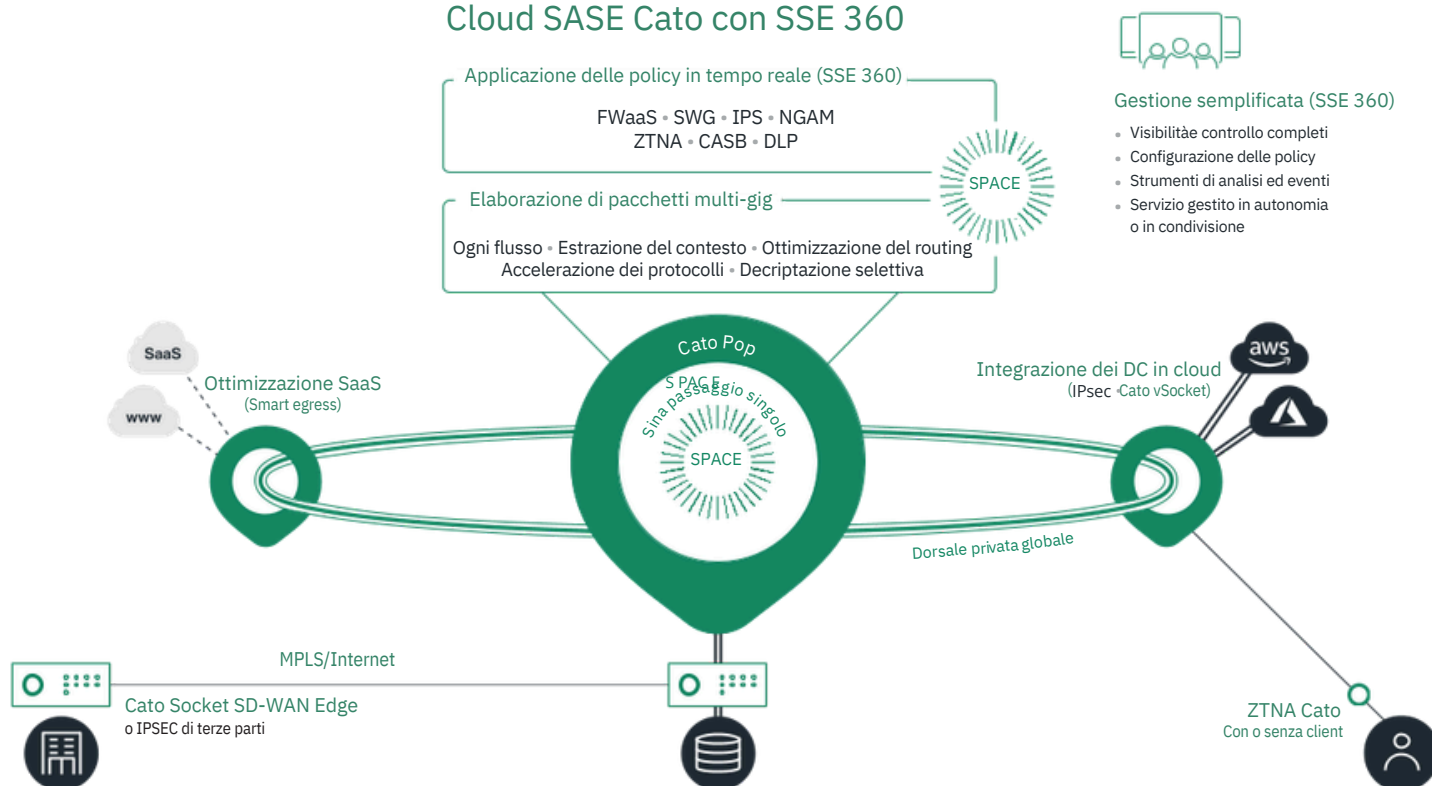 Cloud SASE Cato con SSE 360
Applicazione delle policy in tempo reale (SSE 360)
FWaaS • SWG • IPS • NGAM
ZTNA • CASB • DLP
SPACE
Elaborazione di pacchetti multi-gig
Ogni flusso • Estrazione del contesto • Ottimizzazione del routing
Accelerazione dei protocolli • Decriptazione selettiva
Gestione semplificata (SSE 360)
• Visibilitàe controllo completi
• Configurazione delle policy
• Strumenti di analisi ed eventi
• Servizio gestito in autonomia
o in condivisione
SaaS
www
Ottimizzazione SaaS
(Smart egress)
Cato Pop
SPACE
Sina passaggio singolo
SPACE
Integrazione dei DC in cloud
(IPsec •Cato vSocket)
aws
Dorsale privata globale
MPLS/Internet
Cato Socket SD-WAN Edge
o IPSEC di terze parti
ZTNA Cato
Con o senza client